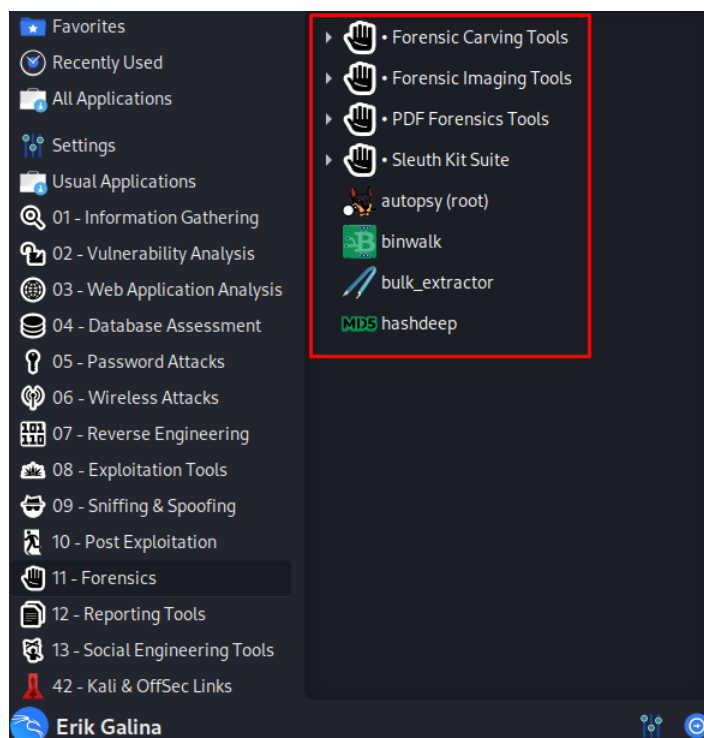 Favorites
Recently Used
All Applications
Settings
Usual Applications
01 - Information Gathering
02 - Vulnerability Analysis
03 - Web Application Analysis
04 - Database Assessment
05 - Password Attacks
06 - Wireless Attacks
07 - Reverse Engineering
08 - Exploitation Tools
09 - Sniffing & Spoofing
10 - Post Exploitation
11 - Forensics
12 - Reporting Tools
13 - Social Engineering Tools
42 - Kali & OffSec Links
Erik Galina
• Forensic Carving Tools
• Forensic Imaging Tools
• PDF Forensics Tools
• Sleuth Kit Suite
autopsy (root)
binwalk
bulk_extractor
MD5 hashdeep